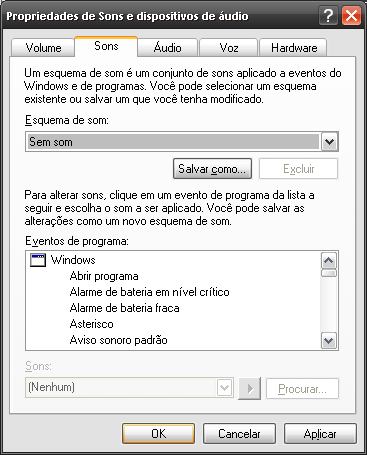 Propriedades de Sons e dispositivos de áudio
Volume Sons Áudio Voz Hardware
Um esquema de som é um conjunto de sons aplicado a eventos do
Windows e de programas. Você pode selecionar um esquema
existente ou salvar um que você tenha modificado.
Esquema de som:
Sem som
Salvar como... Excluir
Para alterar sons, clique em um evento de programa da lista a
seguir e escolha o som a ser aplicado. Você pode salvar as
alterações como um novo esquema de som.
Eventos de programa:
Windows
Abrir programa
Alarme de bateria em nível crítico
Alarme de bateria fraca
Asterisco
Aviso sonoro padrão
Sons:
(Nenhum) Procurar...
OK Cancelar Aplicar